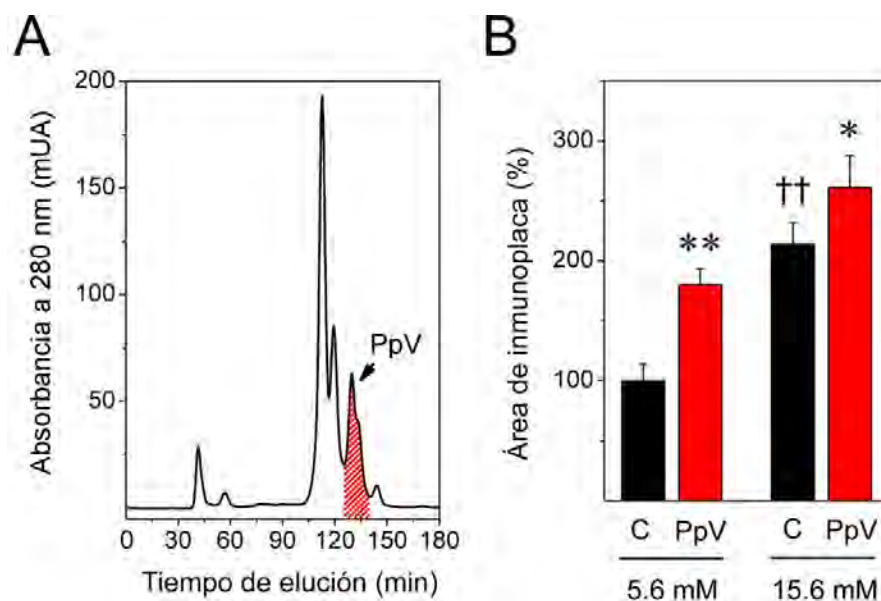 A
Absorbancia a 280 nm (mUA)
200
150
100
50
PpV
0 30 60 90 120 150 180
Tiempo de elución (min)
B
Área de inmunoplaca (%)
300
200
100
**
††
*
C PpV C PpV
5.6 mM 15.6 mM